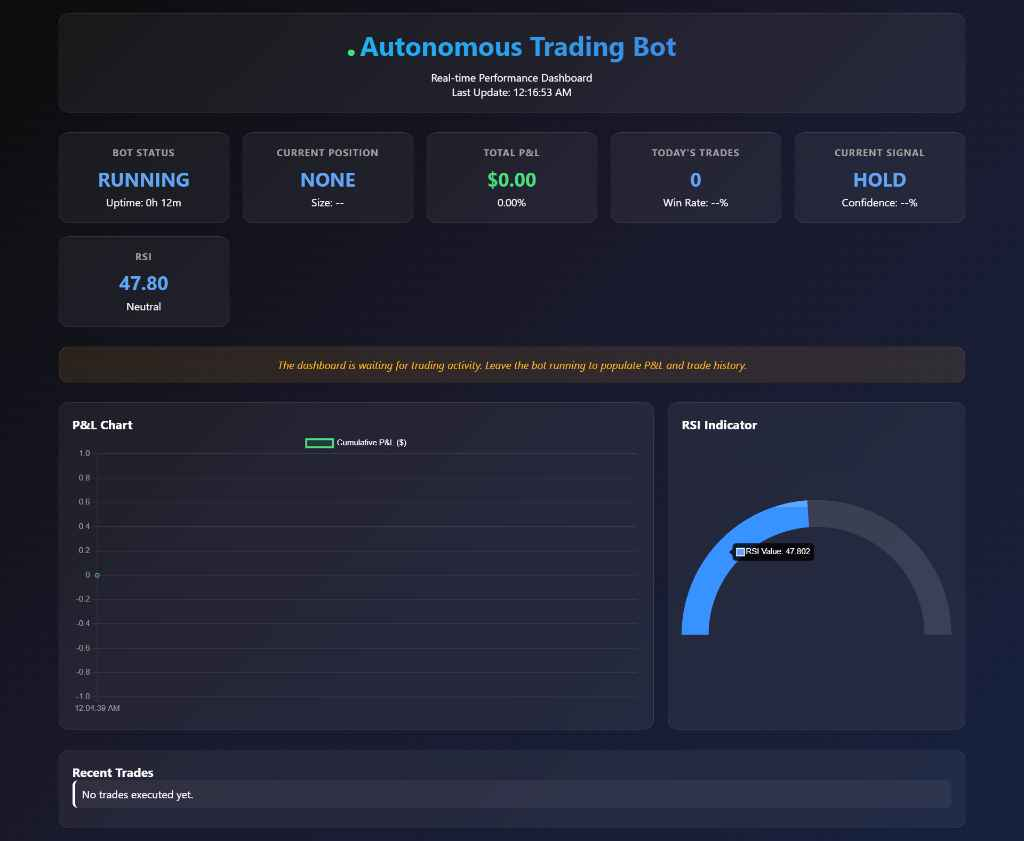 Autonomous Trading Bot
Real-time Performance Dashboard
Last Update: 12:16:53 AM
BOT STATUS
RUNNING
Uptime: 0h 12m
CURRENT POSITION
NONE
Size: --
TOTAL P&L
$0.00
0.00%
TODAY'S TRADES
0
Win Rate: --%
CURRENT SIGNAL
HOLD
Confidence: --%
RSI
47.80
Neutral
The dashboard is waiting for trading activity. Leave the bot running to populate P&L and trade history.
P&L Chart
Cumulative P&L ($)
1.0
0.8
0.6
0.4
0.2
0
-0.2
-0.4
-0.6
-0.8
-1.0
12:04:39 AM
RSI Indicator
RSI Value: 47.802
Recent Trades
No trades executed yet.